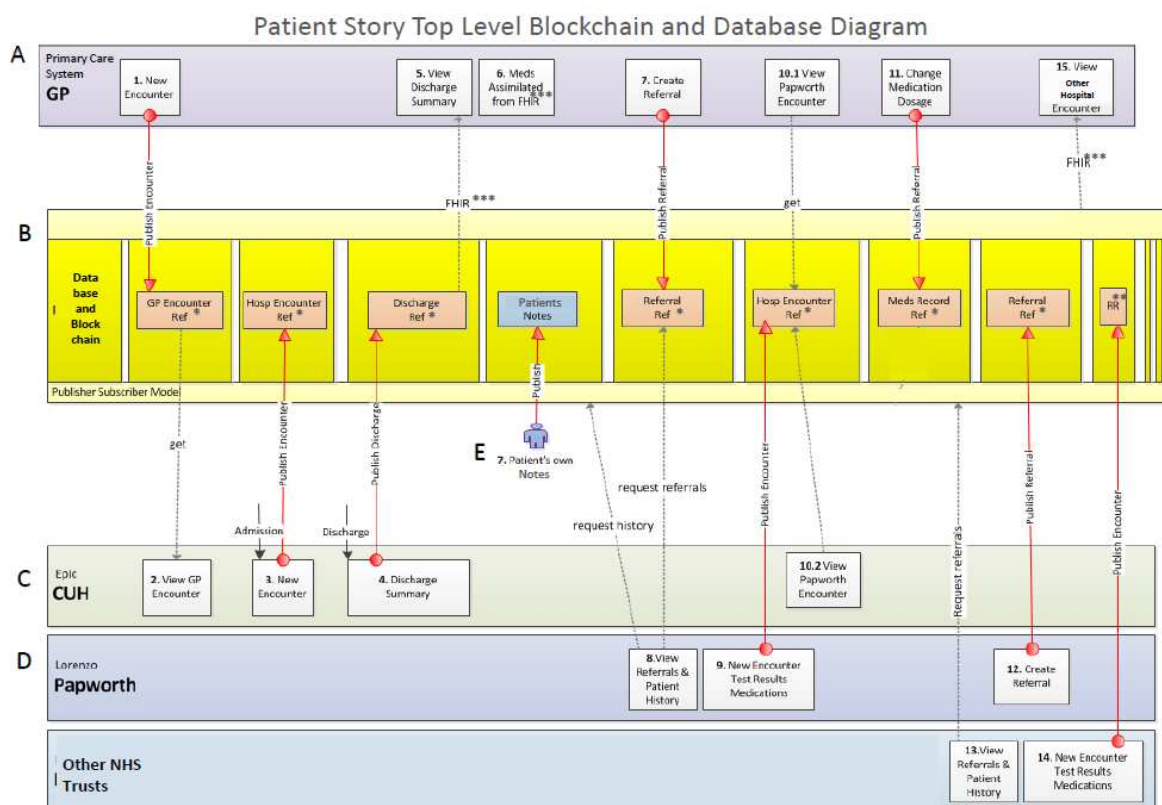 Patient Story Top Level Blockchain and Database Diagram
A
Primary Care
System
GP
1. New
Encounter
5. View
Discharge
Summary
6. Meds
Assimilated
from FHIR ***
7. Create
Referral
10.1 View
Papworth
Encounter
11. Change
Medication
Dosage
15. View
Other
Hospital
Encounter
Publish Encounter
FHIR ***
Publish Referral
get
Publish Referral
FHIR ***
B
Data
base
and
Block
chain
GP Encounter
Ref *
Hosp Encounter
Ref *
Discharge
Ref *
Patients
Notes
Referral
Ref *
Hosp Encounter
Ref *
Meds Record
Ref *
Referral
Ref *
RR **
Publisher Subscriber Model
get
Publish Encounter
Publish Discharge
Publish
E
7. Patient's own
Notes
request referrals
request history
Publish Encounter
Request referrals
Publish Referral
Publish Encounter
Admission
Discharge
C
Epic
CUH
2. View GP
Encounter
3. New
Encounter
4. Discharge
Summary
10.2 View
Papworth
Encounter
D
Lorenzo
Papworth
8.View
Referrals &
Patient
History
9. New Encounter
Test Results
Medications
12. Create
Referral
Other NHS
Trusts
13.View
Referrals &
Patient
History
14. New Encounter
Test Results
Medications